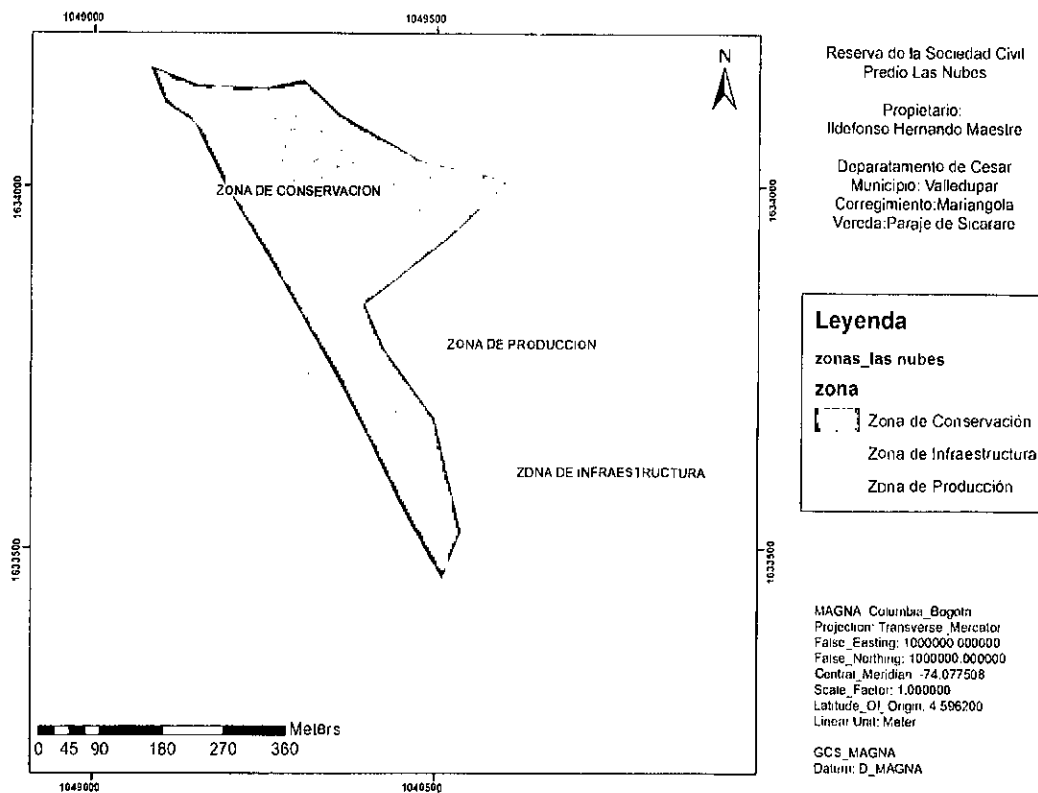 1049000
1049500
N
1634000
1634000
1633500
1633500
ZONA DE CONSERVACION
ZONA DE PRODUCCION
ZONA DE INFRAESTRUCTURA
Meters
0 45 90 180 270 360
1049000
1049500
Reserva de la Sociedad Civil
Predio Las Nubes
Propietario:
Ildefonso Hernando Maestre
Deparatamento de Cesar
Municipio: Valledupar
Corregimiento:Mariangola
Vereda:Paraje de Sicarare
Leyenda
zonas_las nubes
zona
Zona de Conservación
Zona de Infraestructura
Zona de Producción
MAGNA_Columbia_Bogota
Projection: Transverse_Mercator
False_Easting: 1000000.000000
False_Northing: 1000000.000000
Central_Meridian: -74.077508
Scale_Factor: 1.000000
Latitude_Of_Origin: 4.596200
Linear Unit: Meter
GCS_MAGNA
Datum: D_MAGNA